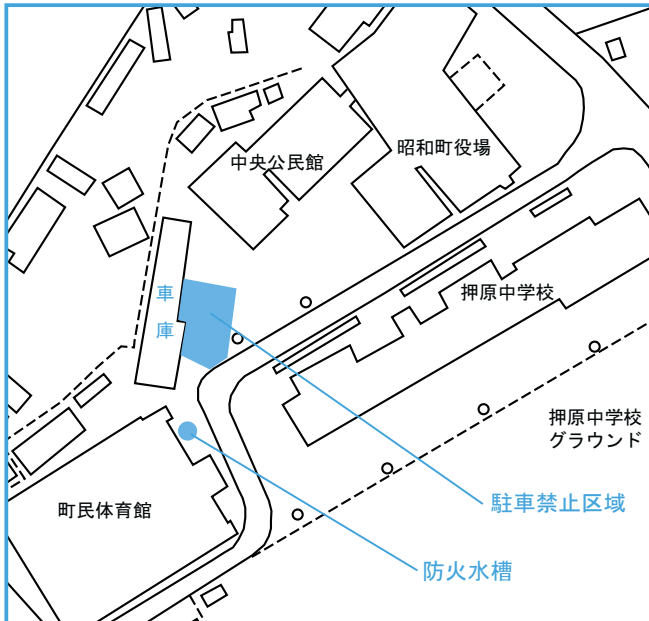 昭和町役場
中央公民館
車
庫
押原中学校
押原中学校
グラウンド
町民体育館
駐車禁止区域
防火水槽